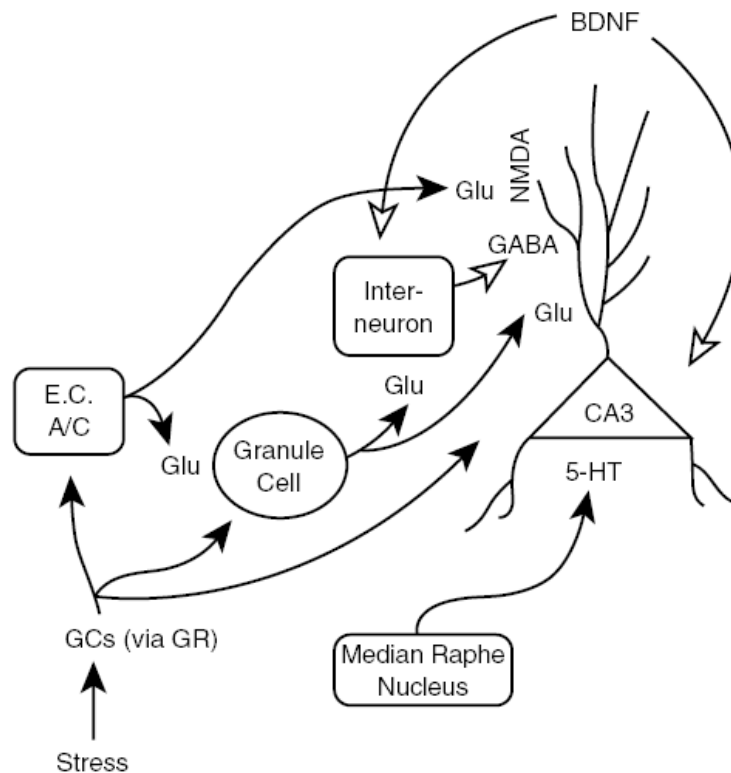 BDNF
NMDA
Glu
GABA
Inter-
neuron
Glu
E.C.
A/C
Glu
CA3
Glu
Granule
Cell
5-HT
GCs (via GR)
Median Raphe
Nucleus
Stress